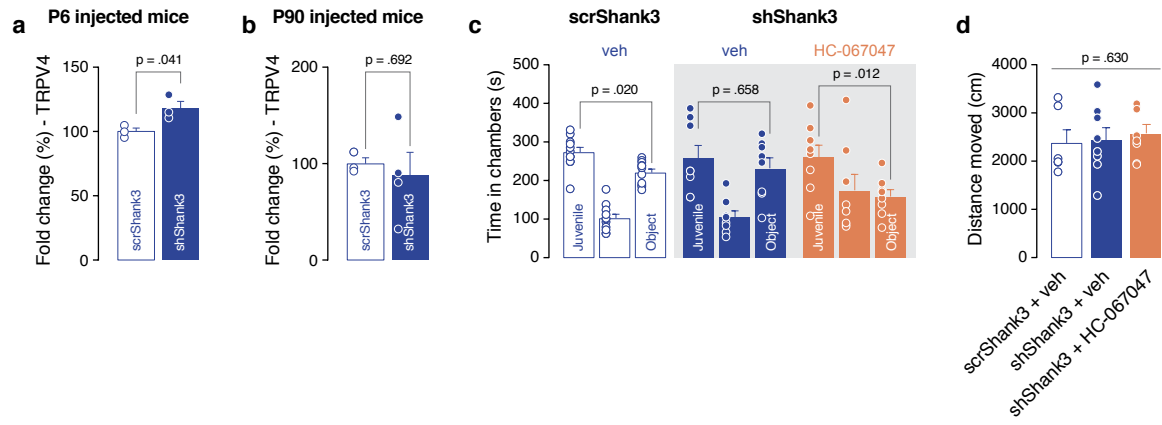 P6 injected mice
P90 injected mice
scrShank3
shShank3
a
b
c
d
Fold change (%) - TRPV4
150
100
50
0
p = .041
scrShank3
shShank3
Fold change (%) - TRPV4
200
100
0
p = .692
scrShank3
shShank3
veh
veh
HC-067047
Time in chambers (s)
500
400
300
200
100
0
p = .020
p = .658
p = .012
Juvenile
Object
Juvenile
Object
Juvenile
Object
Distance moved (cm)
4000
3000
2000
1000
0
p = .630
scrShank3 + veh
shShank3 + veh
shShank3 + HC-067047